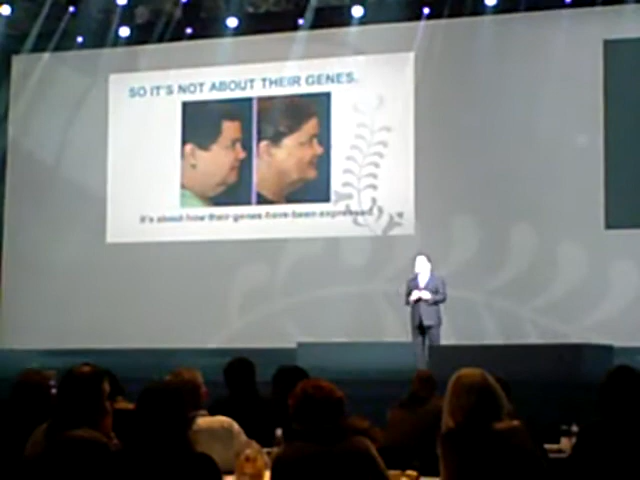 SO IT'S NOT ABOUT THEIR GENES.
It's about how their genes have been expressed.